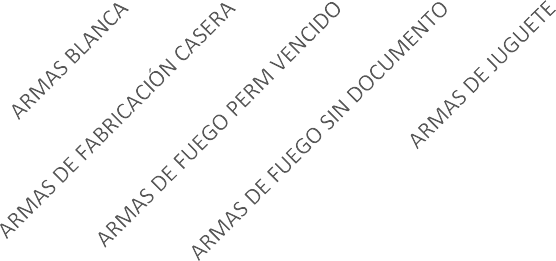 ARMAS BLANCA
ARMAS DE FABRICACIÓN CASERA
ARMAS DE FUEGO PERM VENCIDO
ARMAS DE FUEGO SIN DOCUMENTO
ARMAS DE JUGUETE